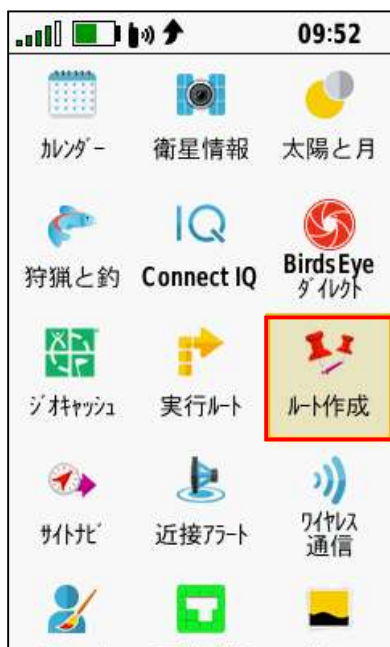 09:52
ｶﾚﾝﾀﾞｰ
衛星情報
太陽と月
狩猟と釣
Connect IQ
BirdsEye
ﾀﾞｲﾚｸﾄ
ｼﾞｵｷｬｯｼｭ
実行ﾙｰﾄ
ﾙｰﾄ作成
ｻｲﾄﾅﾋﾞ
近接ｱﾗｰﾄ
ﾜｲﾔﾚｽ
通信